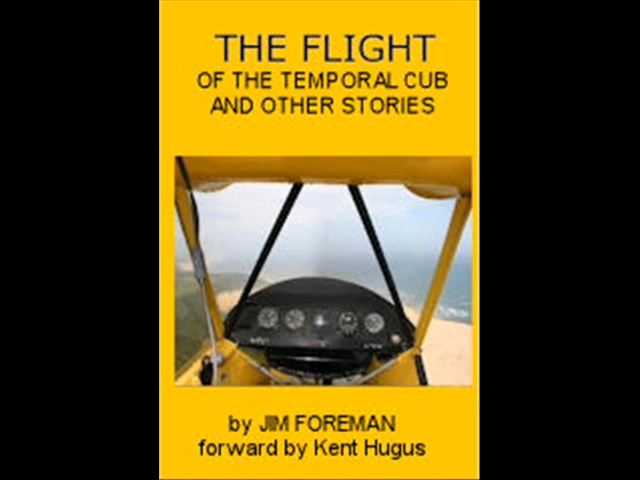 THE FLIGHT
OF THE TEMPORAL CUB
AND OTHER STORIES
by JIM FOREMAN
forward by Kent Hugus